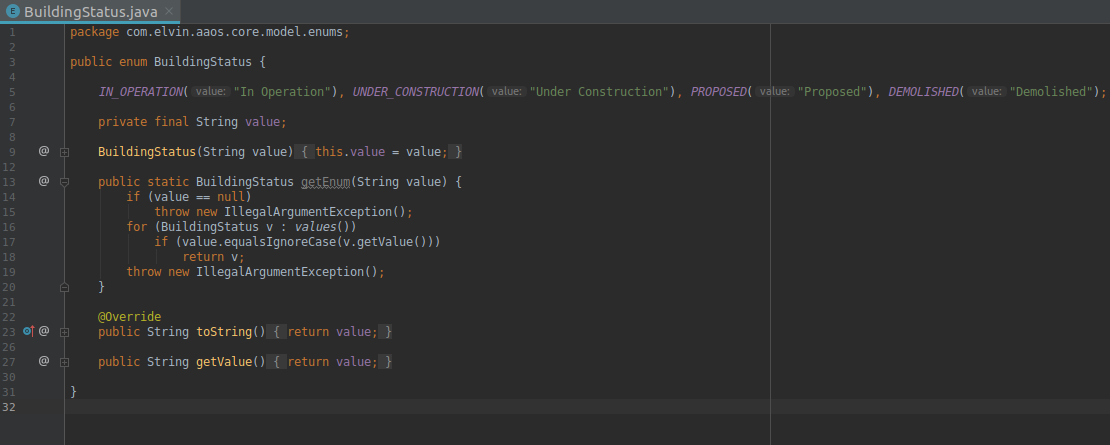 E BuildingStatus.java ×
1 package com.elvin.aaos.core.model.enums;
2
3 public enum BuildingStatus {
4
5 IN_OPERATION( value: "In Operation"), UNDER_CONSTRUCTION( value: "Under Construction"), PROPOSED( value: "Proposed"), DEMOLISHED( value: "Demolished");
6
7 private final String value;
8
9 @ BuildingStatus(String value) { this.value = value; }
12
13 @ public static BuildingStatus getEnum(String value) {
14 if (value == null)
15 throw new IllegalArgumentException();
16 for (BuildingStatus v : values())
17 if (value.equalsIgnoreCase(v.getValue()))
18 return v;
19 throw new IllegalArgumentException();
20 }
21
22 @Override
23 @ public String toString() { return value; }
26
27 @ public String getValue() { return value; }
30
31 }
32